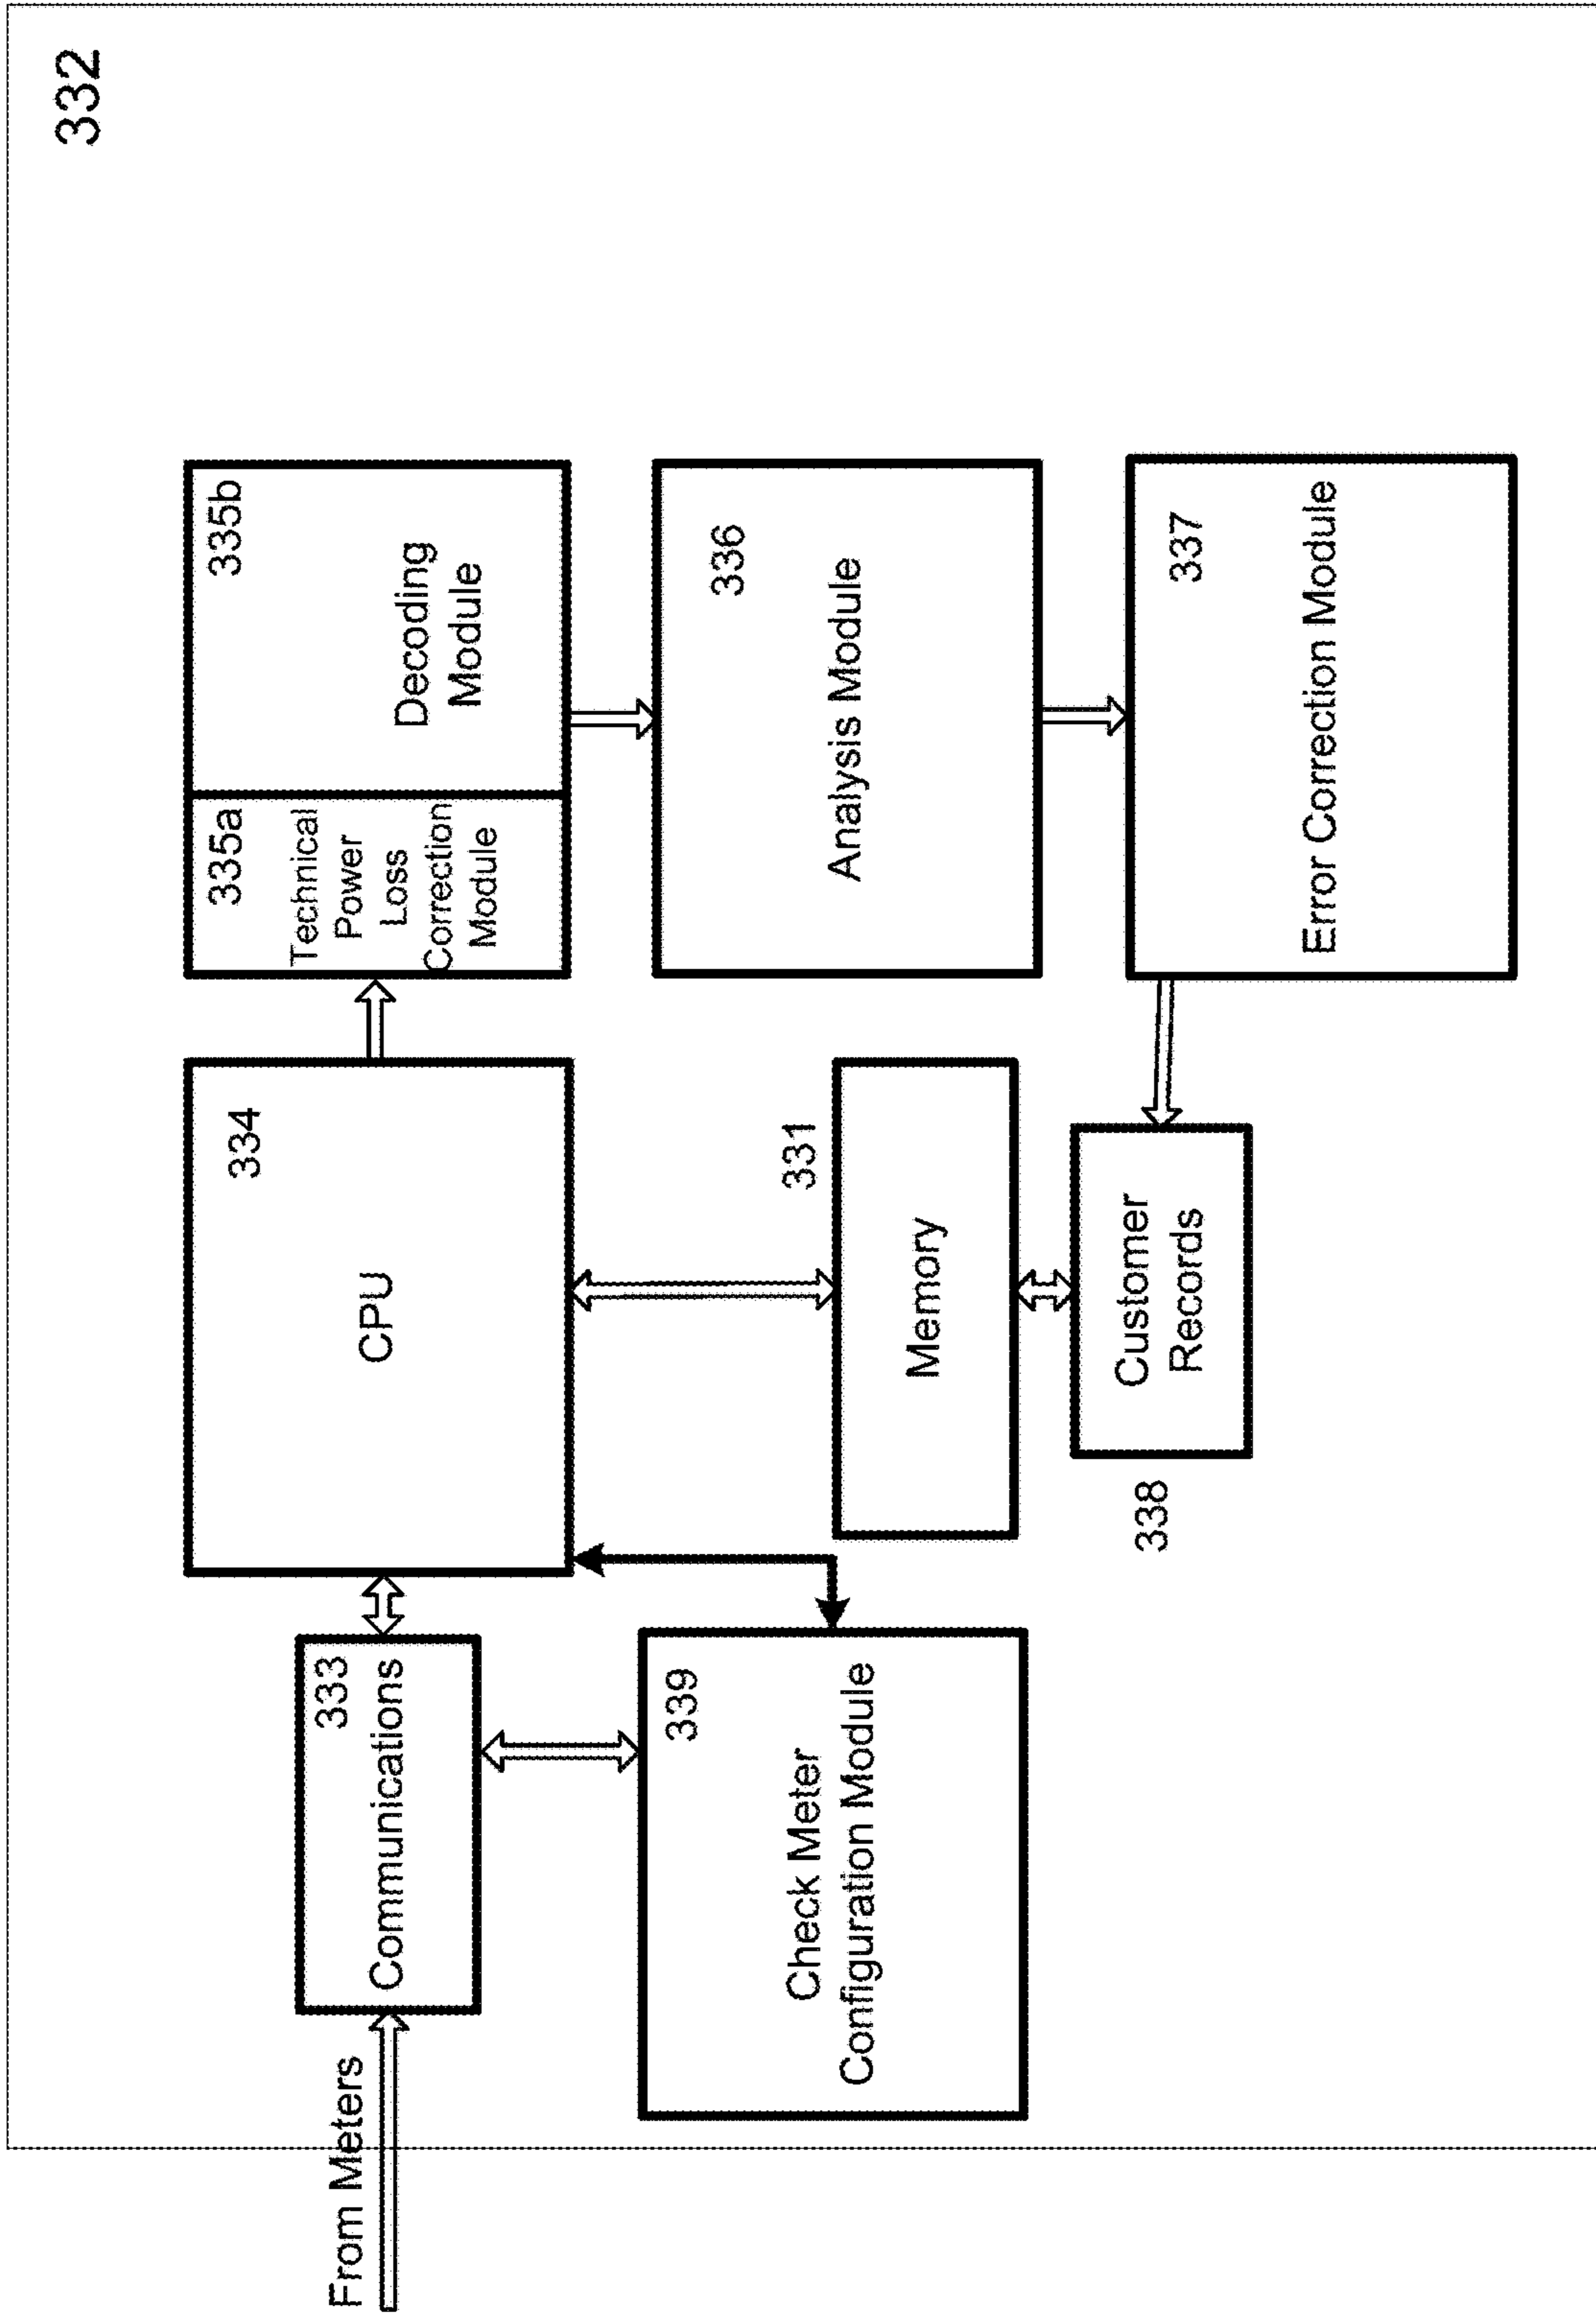 332
From Meters
333
Communications
334
CPU
335a
Technical
Power
Loss
Correction
Module
335b
Decoding
Module
339
Check Meter
Configuration Module
331
Memory
336
Analysis Module
338
Customer
Records
337
Error Correction Module